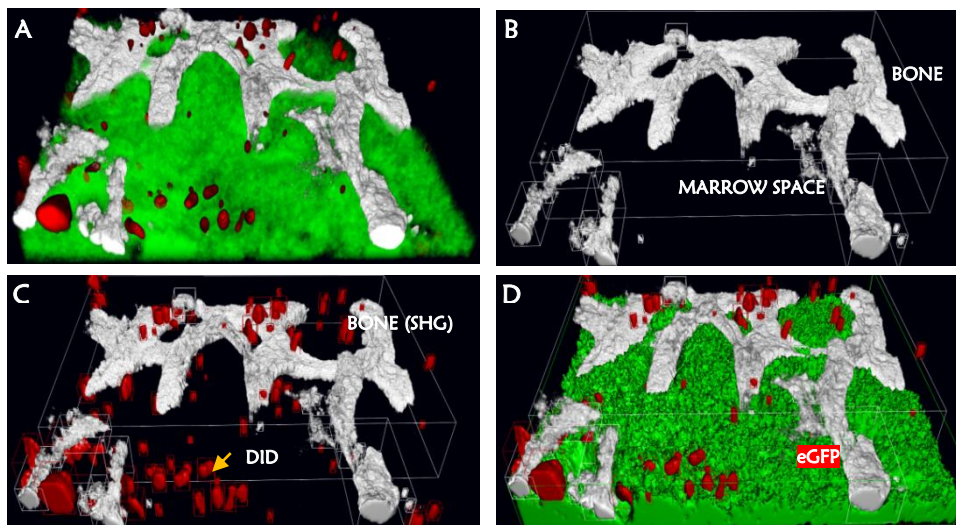 A
B
BONE
MARROW SPACE
C
BONE (SHG)
DID
D
eGFP